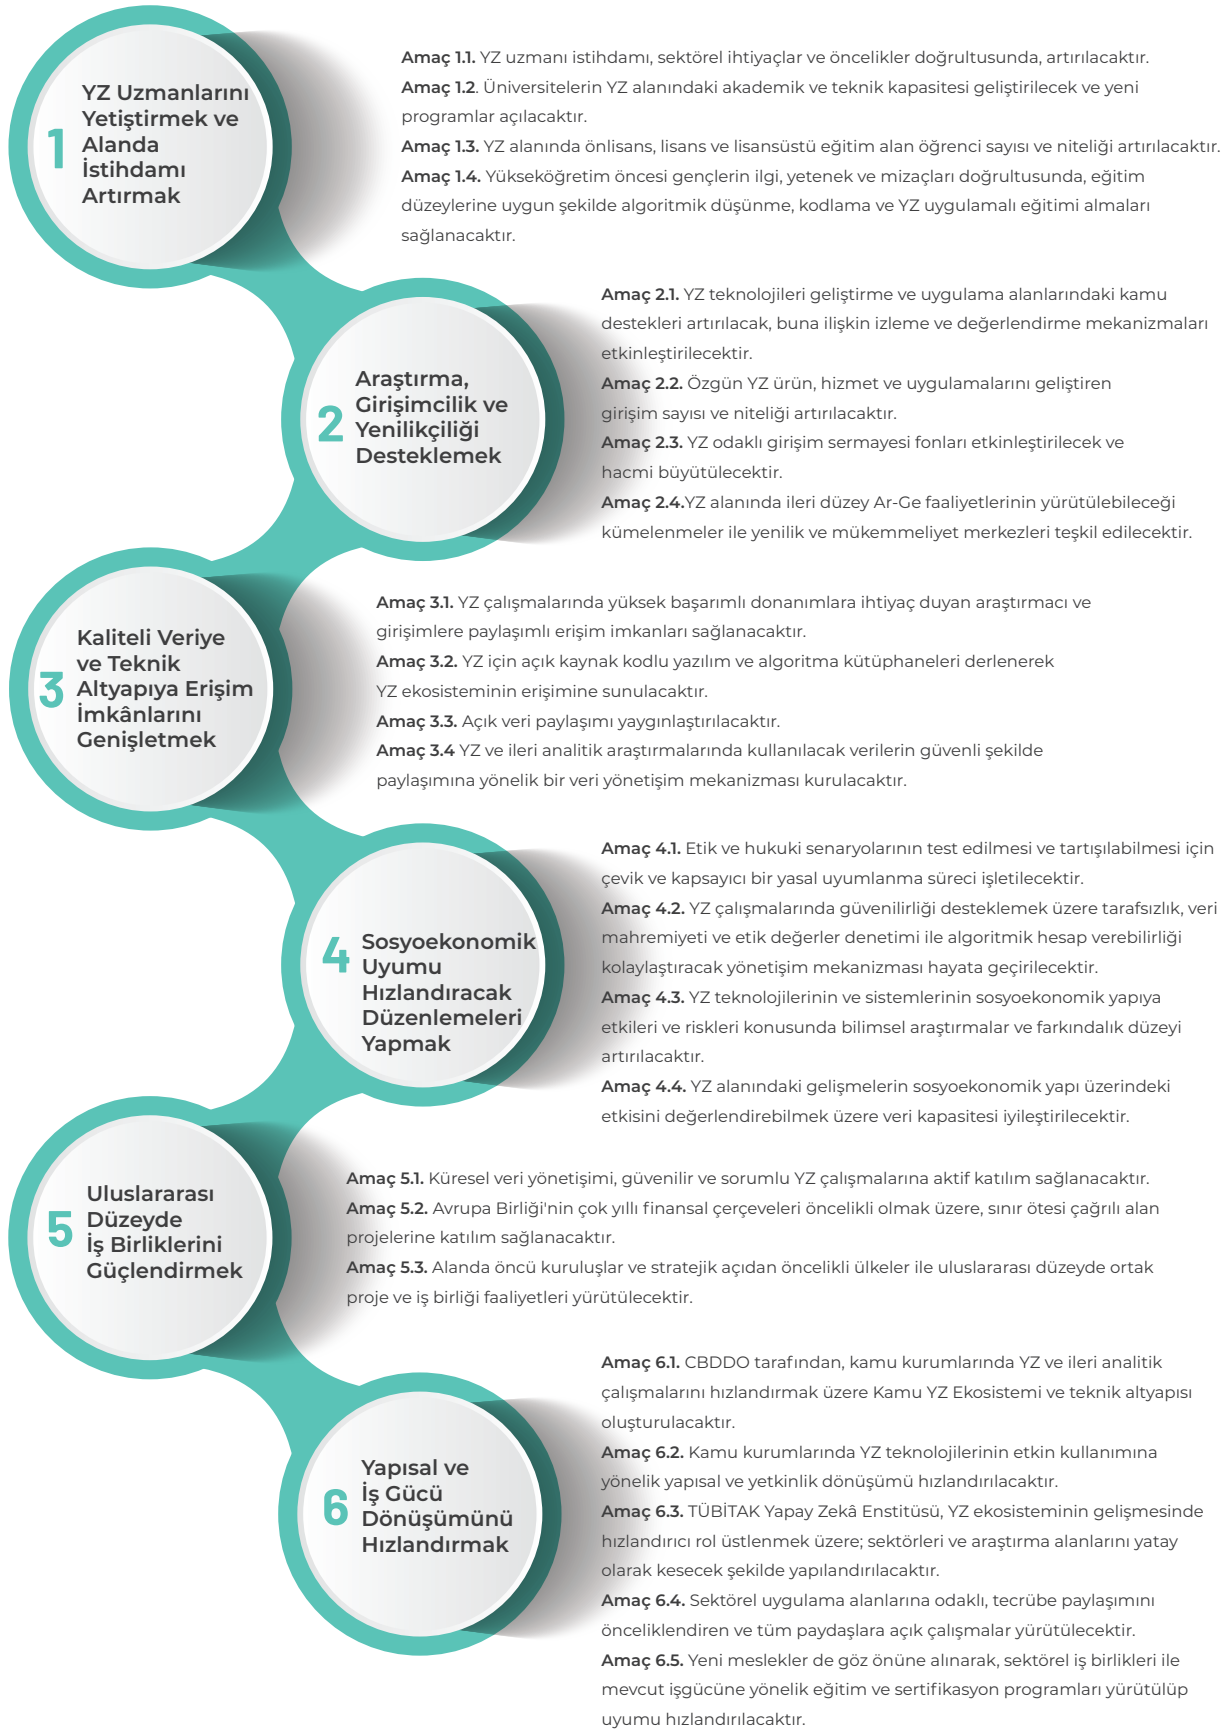 1
YZ Uzmanlarını
Yetiştirmek ve
Alanda
İstihdamı
Artırmak
Amaç 1.1. YZ uzmanı istihdamı, sektörel ihtiyaçlar ve öncelikler doğrultusunda, artırılacaktır.
Amaç 1.2. Üniversitelerin YZ alanındaki akademik ve teknik kapasitesi geliştirilecek ve yeni
programlar açılacaktır.
Amaç 1.3. YZ alanında önlisans, lisans ve lisansüstü eğitim alan öğrenci sayısı ve niteliği artırılacaktır.
Amaç 1.4. Yükseköğretim öncesi gençlerin ilgi, yetenek ve mizaçları doğrultusunda, eğitim
düzeylerine uygun şekilde algoritmik düşünme, kodlama ve YZ uygulamalı eğitimi almaları
sağlanacaktır.
2
Araştırma,
Girişimcilik ve
Yenilikçiliği
Desteklemek
Amaç 2.1. YZ teknolojileri geliştirme ve uygulama alanlarındaki kamu
destekleri artırılacak, buna ilişkin izleme ve değerlendirme mekanizmaları
etkinleştirilecektir.
Amaç 2.2. Özgün YZ ürün, hizmet ve uygulamalarını geliştiren
girişim sayısı ve niteliği artırılacaktır.
Amaç 2.3. YZ odaklı girişim sermayesi fonları etkinleştirilecek ve
hacmi büyütülecektir.
Amaç 2.4.YZ alanında ileri düzey Ar-Ge faaliyetlerinin yürütülebileceği
kümelenmeler ile yenilik ve mükemmeliyet merkezleri teşkil edilecektir.
3
Kaliteli Veriye
ve Teknik
Altyapıya Erişim
İmkânlarını
Genişletmek
Amaç 3.1. YZ çalışmalarında yüksek başarımlı donanımlara ihtiyaç duyan araştırmacı ve
girişimlere paylaşımlı erişim imkanları sağlanacaktır.
Amaç 3.2. YZ için açık kaynak kodlu yazılım ve algoritma kütüphaneleri derlenerek
YZ ekosisteminin erişimine sunulacaktır.
Amaç 3.3. Açık veri paylaşımı yaygınlaştırılacaktır.
Amaç 3.4 YZ ve ileri analitik araştırmalarında kullanılacak verilerin güvenli şekilde
paylaşımına yönelik bir veri yönetişim mekanizması kurulacaktır.
4
Sosyoekonomik
Uyumu
Hızlandıracak
Düzenlemeleri
Yapmak
Amaç 4.1. Etik ve hukuki senaryolarının test edilmesi ve tartışılabilmesi için
çevik ve kapsayıcı bir yasal uyumlanma süreci işletilecektir.
Amaç 4.2. YZ çalışmalarında güvenilirliği desteklemek üzere tarafsızlık, veri
mahremiyeti ve etik değerler denetimi ile algoritmik hesap verebilirliği
kolaylaştıracak yönetişim mekanizması hayata geçirilecektir.
Amaç 4.3. YZ teknolojilerinin ve sistemlerinin sosyoekonomik yapıya
etkileri ve riskleri konusunda bilimsel araştırmalar ve farkındalık düzeyi
artırılacaktır.
Amaç 4.4. YZ alanındaki gelişmelerin sosyoekonomik yapı üzerindeki
etkisini değerlendirebilmek üzere veri kapasitesi iyileştirilecektir.
5
Uluslararası
Düzeyde
İş Birliklerini
Güçlendirmek
Amaç 5.1. Küresel veri yönetişimi, güvenilir ve sorumlu YZ çalışmalarına aktif katılım sağlanacaktır.
Amaç 5.2. Avrupa Birliği'nin çok yıllı finansal çerçeveleri öncelikli olmak üzere, sınır ötesi çağrılı alan
projelerine katılım sağlanacaktır.
Amaç 5.3. Alanda öncü kuruluşlar ve stratejik açıdan öncelikli ülkeler ile uluslararası düzeyde ortak
proje ve iş birliği faaliyetleri yürütülecektir.
6
Yapısal ve
İş Gücü
Dönüşümünü
Hızlandırmak
Amaç 6.1. CBDDO tarafından, kamu kurumlarında YZ ve ileri analitik
çalışmalarını hızlandırmak üzere Kamu YZ Ekosistemi ve teknik altyapısı
oluşturulacaktır.
Amaç 6.2. Kamu kurumlarında YZ teknolojilerinin etkin kullanımına
yönelik yapısal ve yetkinlik dönüşümü hızlandırılacaktır.
Amaç 6.3. TÜBİTAK Yapay Zekâ Enstitüsü, YZ ekosisteminin gelişmesinde
hızlandırıcı rol üstlenmek üzere; sektörleri ve araştırma alanlarını yatay
olarak kesecek şekilde yapılandırılacaktır.
Amaç 6.4. Sektörel uygulama alanlarına odaklı, tecrübe paylaşımını
önceliklendiren ve tüm paydaşlara açık çalışmalar yürütülecektir.
Amaç 6.5. Yeni meslekler de göz önüne alınarak, sektörel iş birlikleri ile
mevcut işgücüne yönelik eğitim ve sertifikasyon programları yürütülüp
uyumu hızlandırılacaktır.